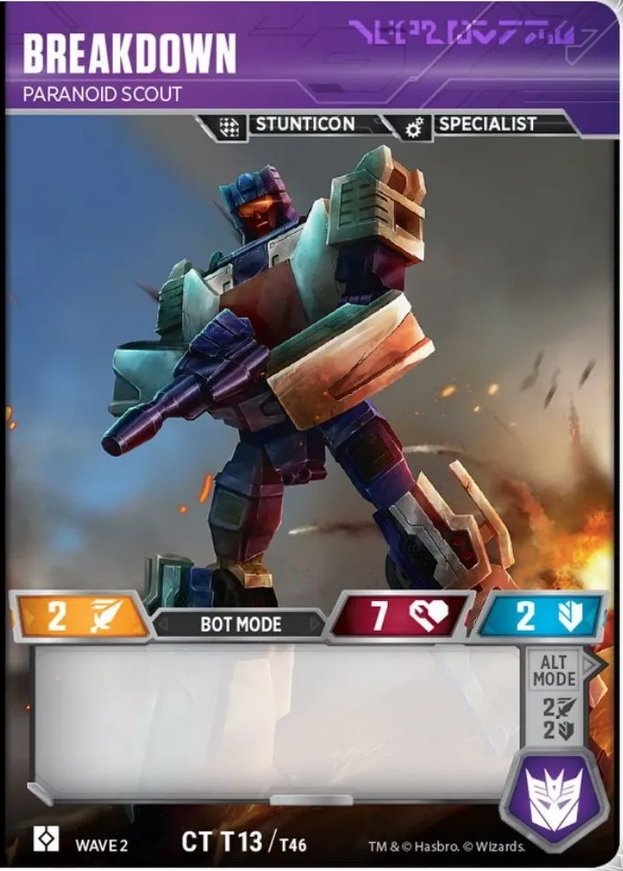 BREAKDOWN
PARANOID SCOUT
STUNTICON SPECIALIST
2 BOT MODE 7 2
ALT
MODE
2
2
WAVE 2 CT T13/T46 TM & © Hasbro. © Wizards.